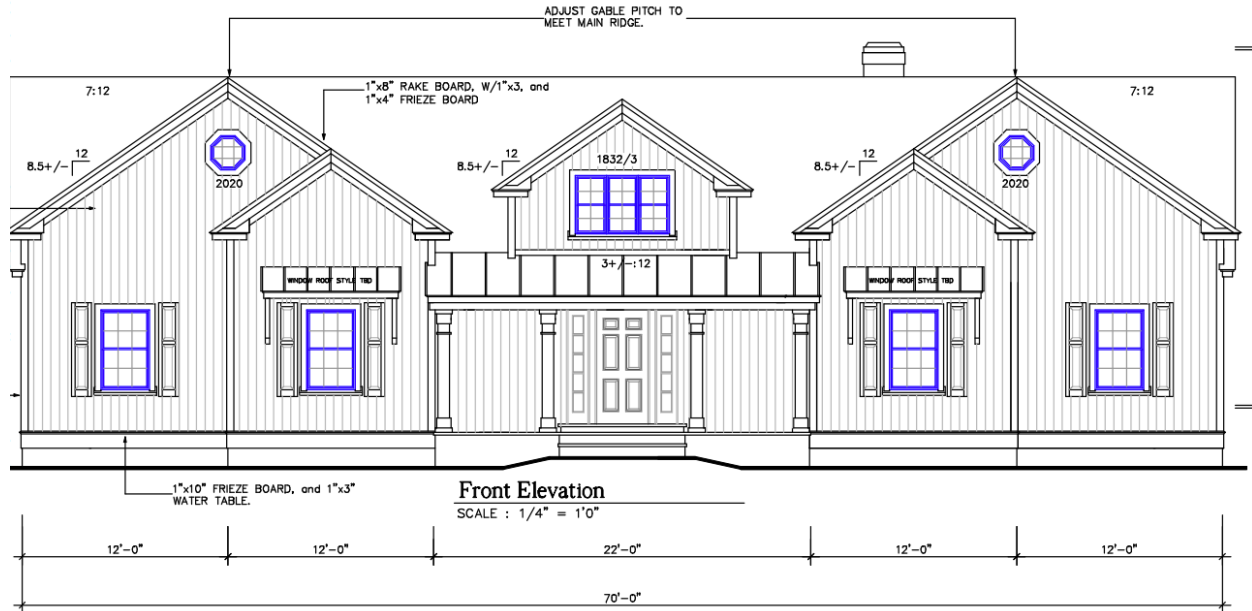 ADJUST GABLE PITCH TO
MEET MAIN RIDGE.
7:12
1"x8" RAKE BOARD, W/1"x3, and
1"x4" FRIEZE BOARD
7:12
8.5+/-
12
2020
8.5+/-
12
1832/3
8.5+/-
12
2020
3+/-:12
WINDOW ROOF STYLE TBD
WINDOW ROOF STYLE TBD
1"x10" FRIEZE BOARD, and 1"x3"
WATER TABLE.
Front Elevation
SCALE : 1/4" = 1'0"
12'-0"
12'-0"
22'-0"
12'-0"
12'-0"
70'-0"